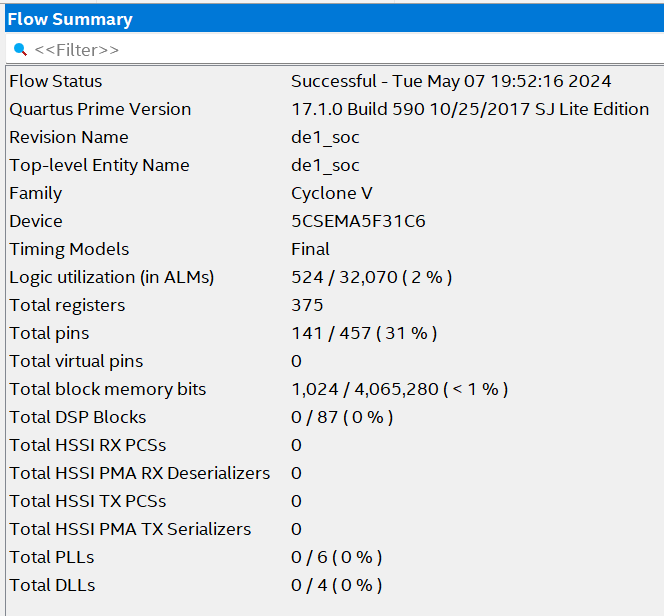 Flow Summary
<<Filter>>
Flow Status Successful - Tue May 07 19:52:16 2024
Quartus Prime Version 17.1.0 Build 590 10/25/2017 SJ Lite Edition
Revision Name de1_soc
Top-level Entity Name de1_soc
Family Cyclone V
Device 5CSEMA5F31C6
Timing Models Final
Logic utilization (in ALMs) 524 / 32,070 ( 2 % )
Total registers 375
Total pins 141 / 457 ( 31 % )
Total virtual pins 0
Total block memory bits 1,024 / 4,065,280 ( < 1 % )
Total DSP Blocks 0 / 87 ( 0 % )
Total HSSI RX PCSs 0
Total HSSI PMA RX Deserializers 0
Total HSSI TX PCSs 0
Total HSSI PMA TX Serializers 0
Total PLLs 0 / 6 ( 0 % )
Total DLLs 0 / 4 ( 0 % )